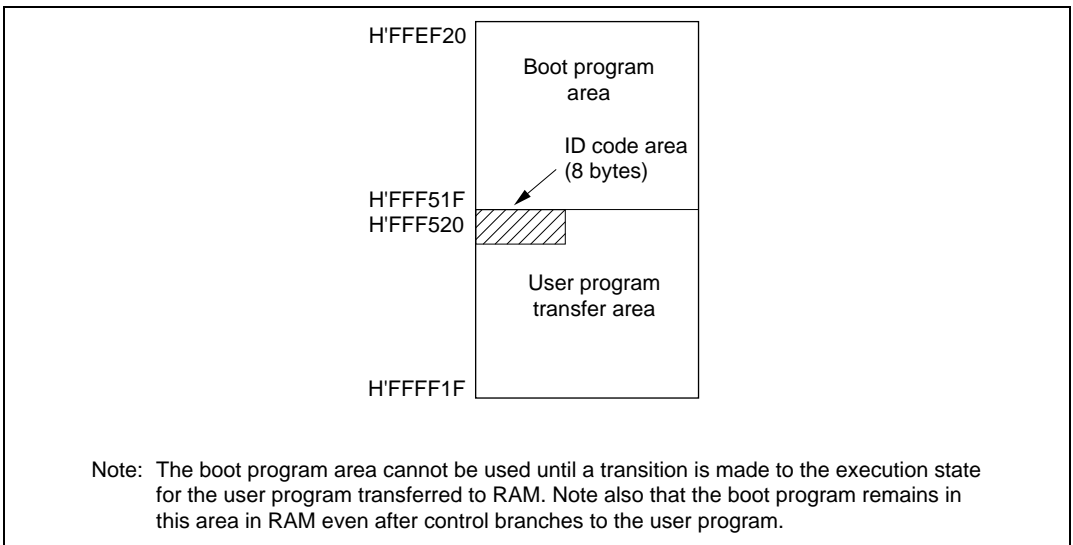 H'FFEF20
Boot program
area
ID code area
(8 bytes)
H'FFF51F
H'FFF520
User program
transfer area
H'FFFF1F
Note: The boot program area cannot be used until a transition is made to the execution state
for the user program transferred to RAM. Note also that the boot program remains in
this area in RAM even after control branches to the user program.